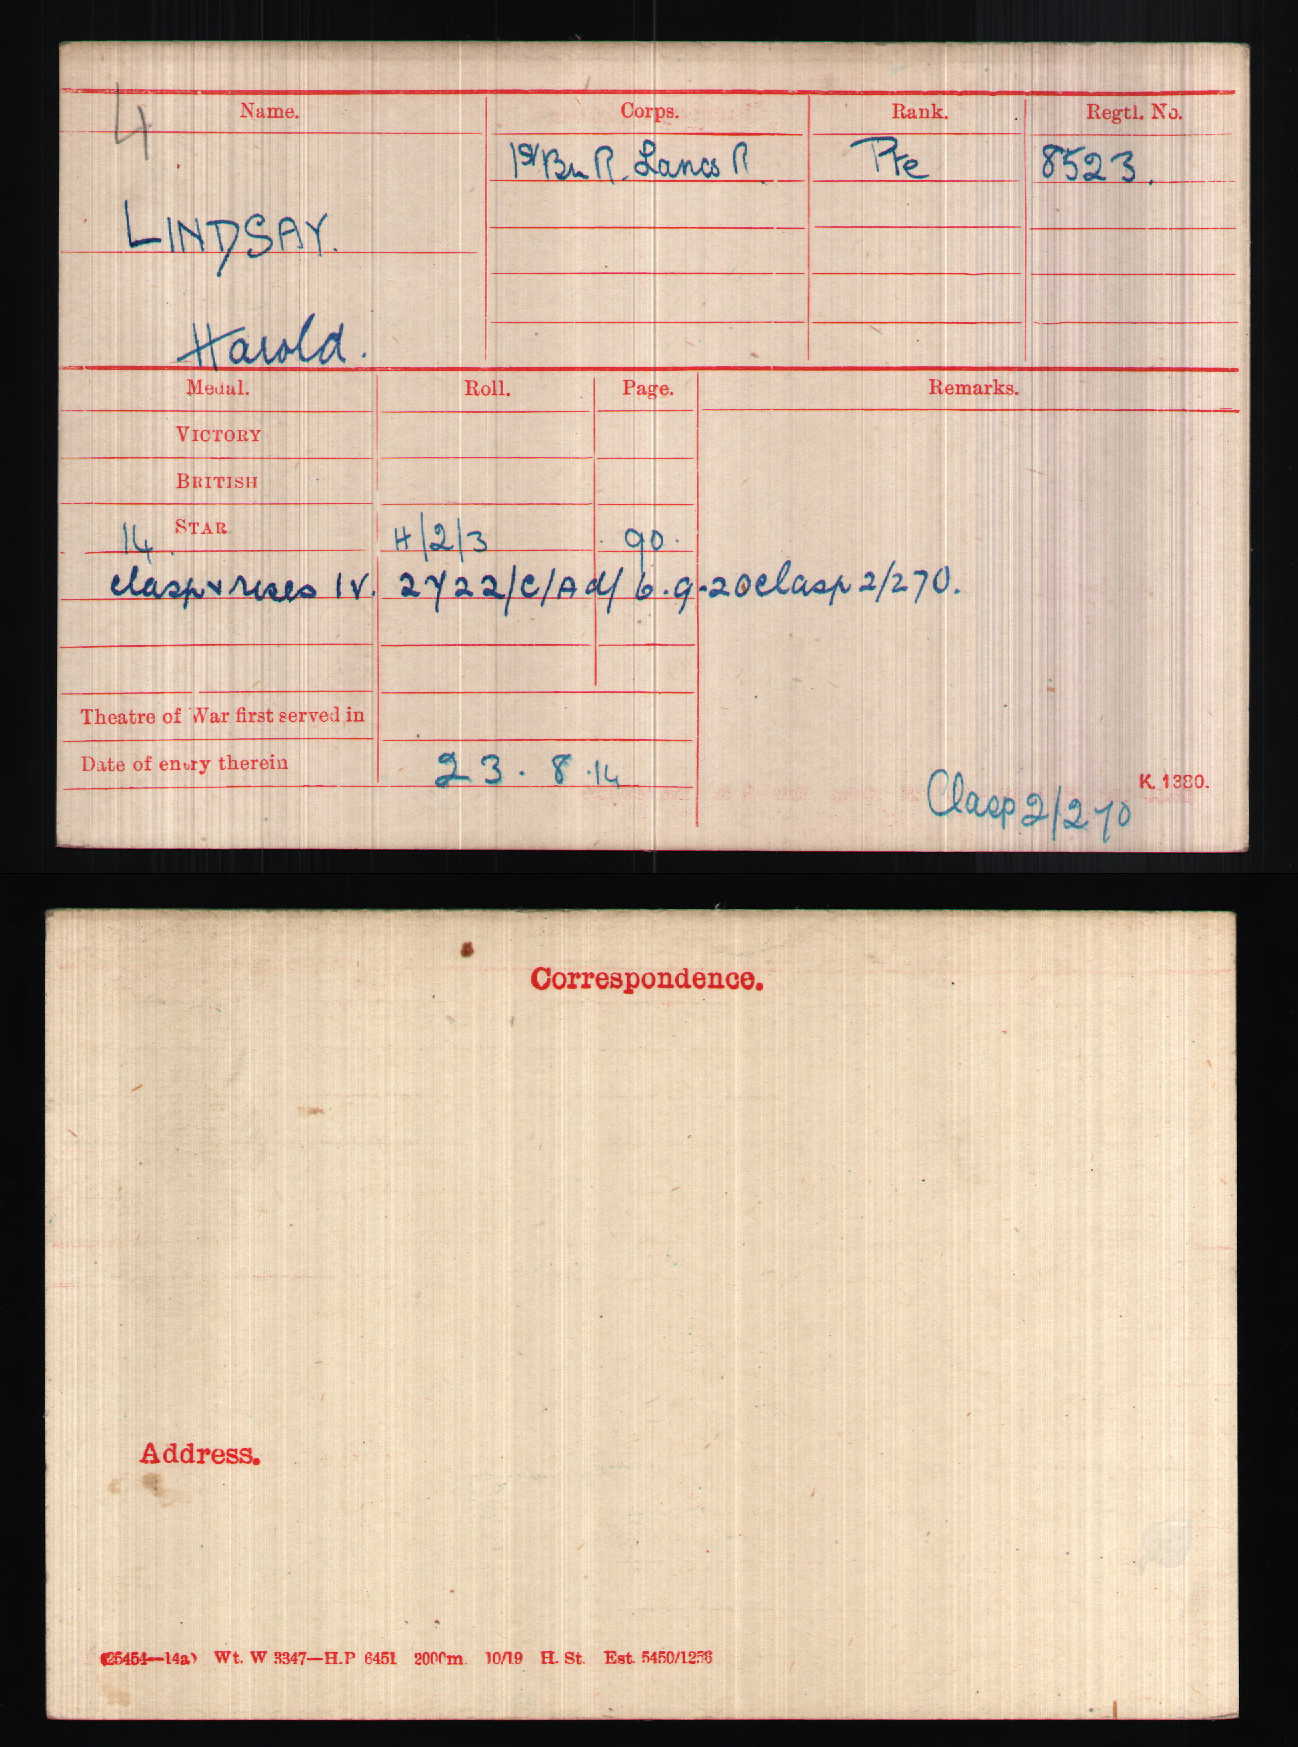 4
Name. Corps. Rank. Regtl. No.
1st Bn R. Lancs R Pte 8523.
LINDSAY.
Harold.
Medal. Roll. Page. Remarks.
VICTORY
BRITISH
14 STAR H/2/3 90.
clasp & roses IV. 2722/C/Ad/ 6.9.20 clasp 2/270.
Theatre of War first served in
Date of entry therein 23.8.14
K. 1380.
Clasp 2/270
Correspondence.
Address.
Wt. W 3347—H.P 6451 2000m. 10/19 H. St. Est. 5450/1256